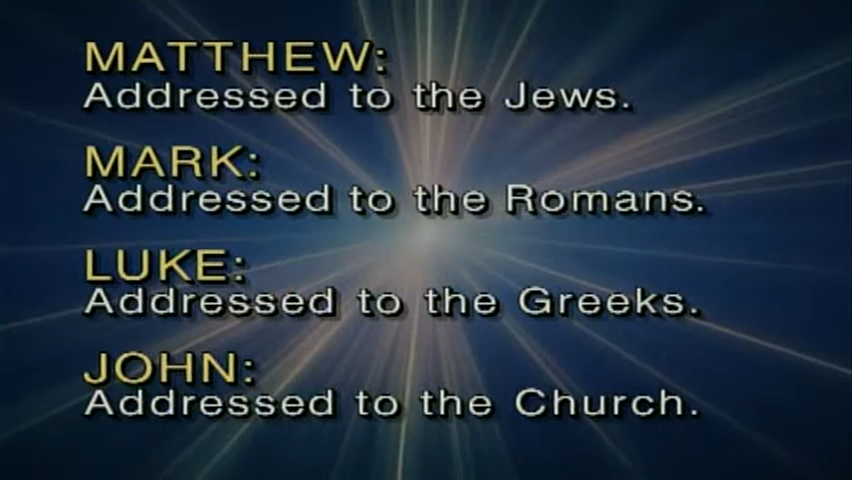 MATTHEW:
Addressed to the Jews.
MARK:
Addressed to the Romans.
LUKE:
Addressed to the Greeks.
JOHN:
Addressed to the Church.